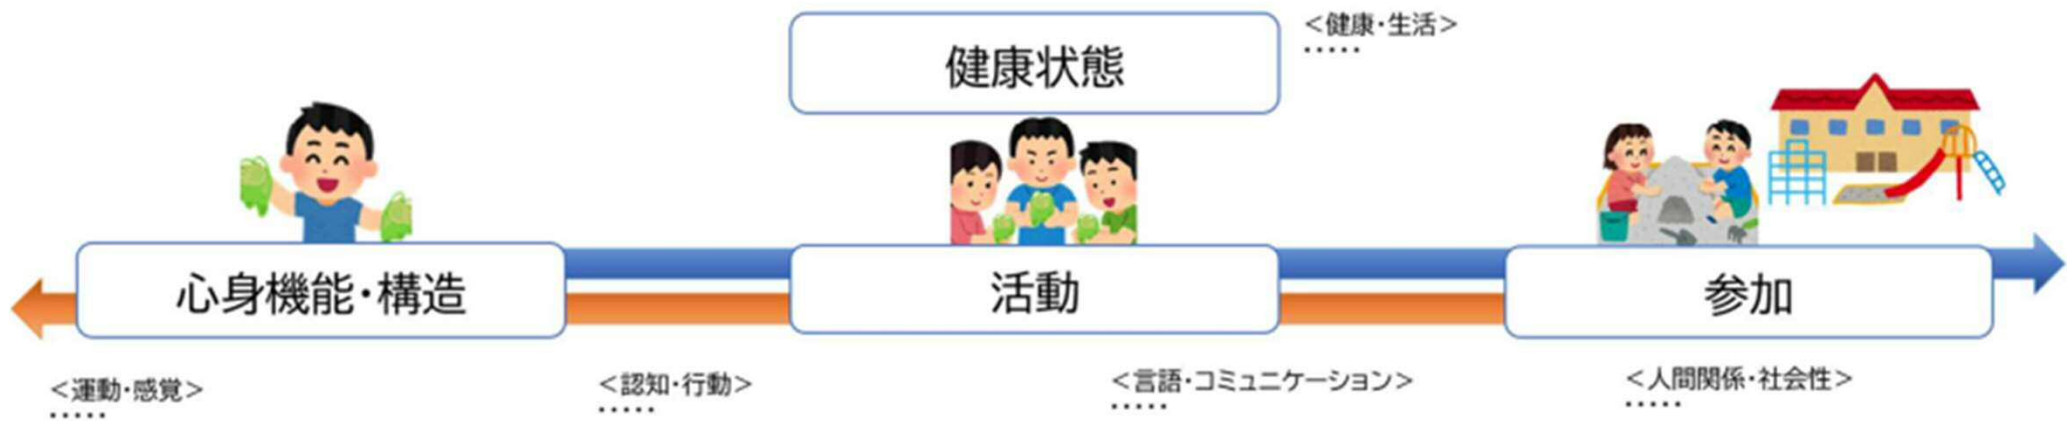 健康状態
<健康・生活>
.....
心身機能・構造
活動
参加
<運動・感覚>
.....
<認知・行動>
.....
<言語・コミュニケーション>
.....
<人間関係・社会性>
.....